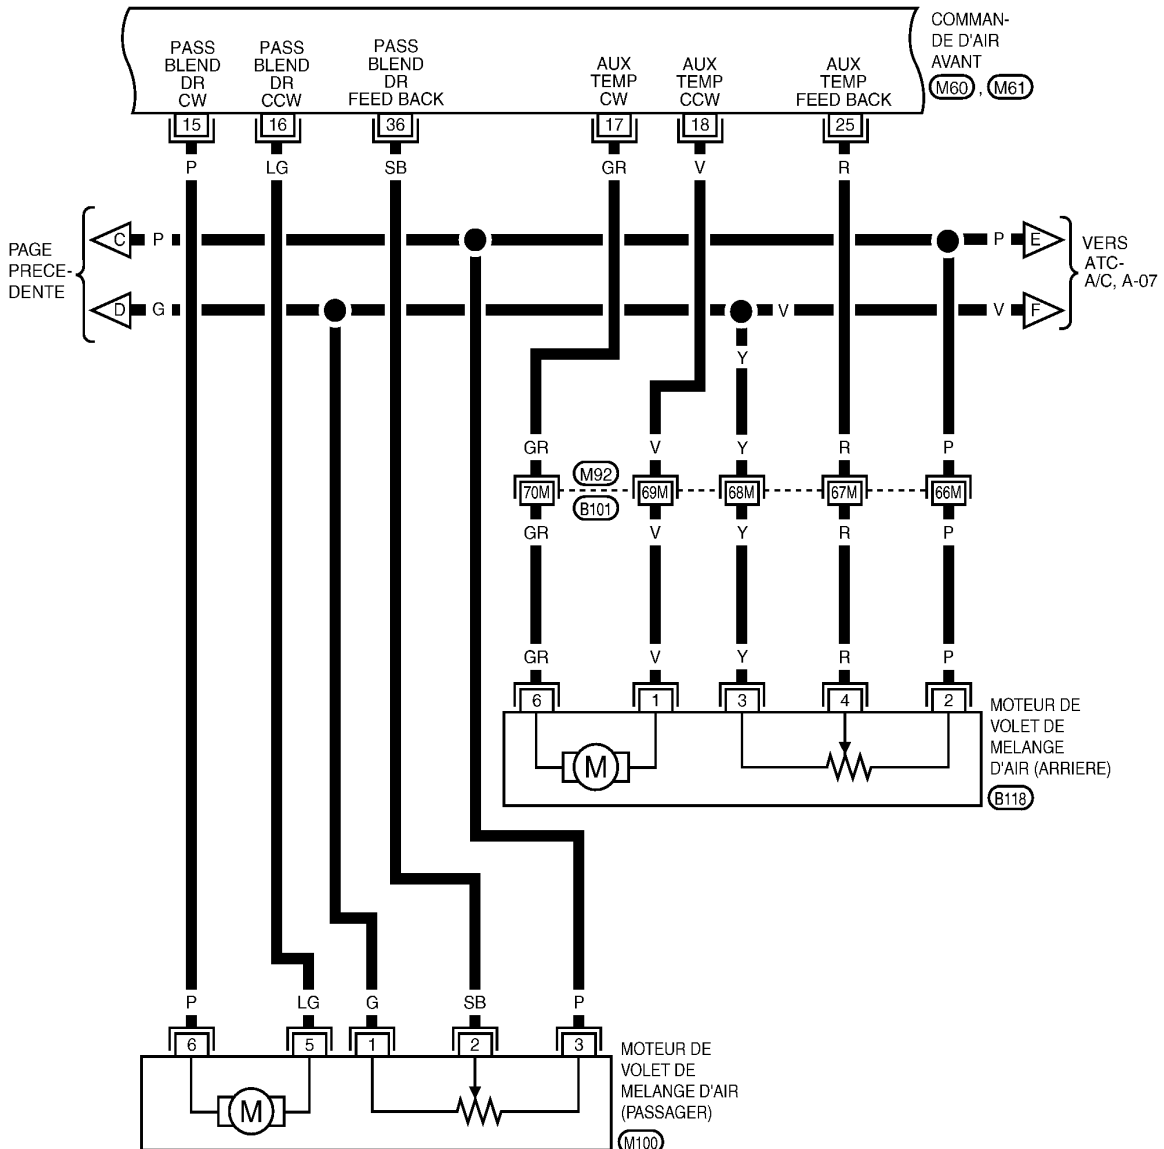 COMMAN-
DE D'AIR
AVANT
M60 , M61
PASS
BLEND
DR
CW
PASS
BLEND
DR
CCW
PASS
BLEND
DR
FEED BACK
AUX
TEMP
CW
AUX
TEMP
CCW
AUX
TEMP
FEED BACK
15 16 36 17 18 25
P LG SB GR V R
PAGE
PRECE-
DENTE
C P P E
D G V V F
VERS
ATC-
A/C, A-07
Y
GR V Y R P
M92
70M 69M 68M 67M 66M
B101
GR V Y R P
GR V Y R P
6 1 3 4 2
M
MOTEUR DE
VOLET DE
MELANGE
D'AIR (ARRIERE)
B118
P LG G SB P
6 5 1 2 3
M
MOTEUR DE
VOLET DE
MELANGE D'AIR
(PASSAGER)
M100